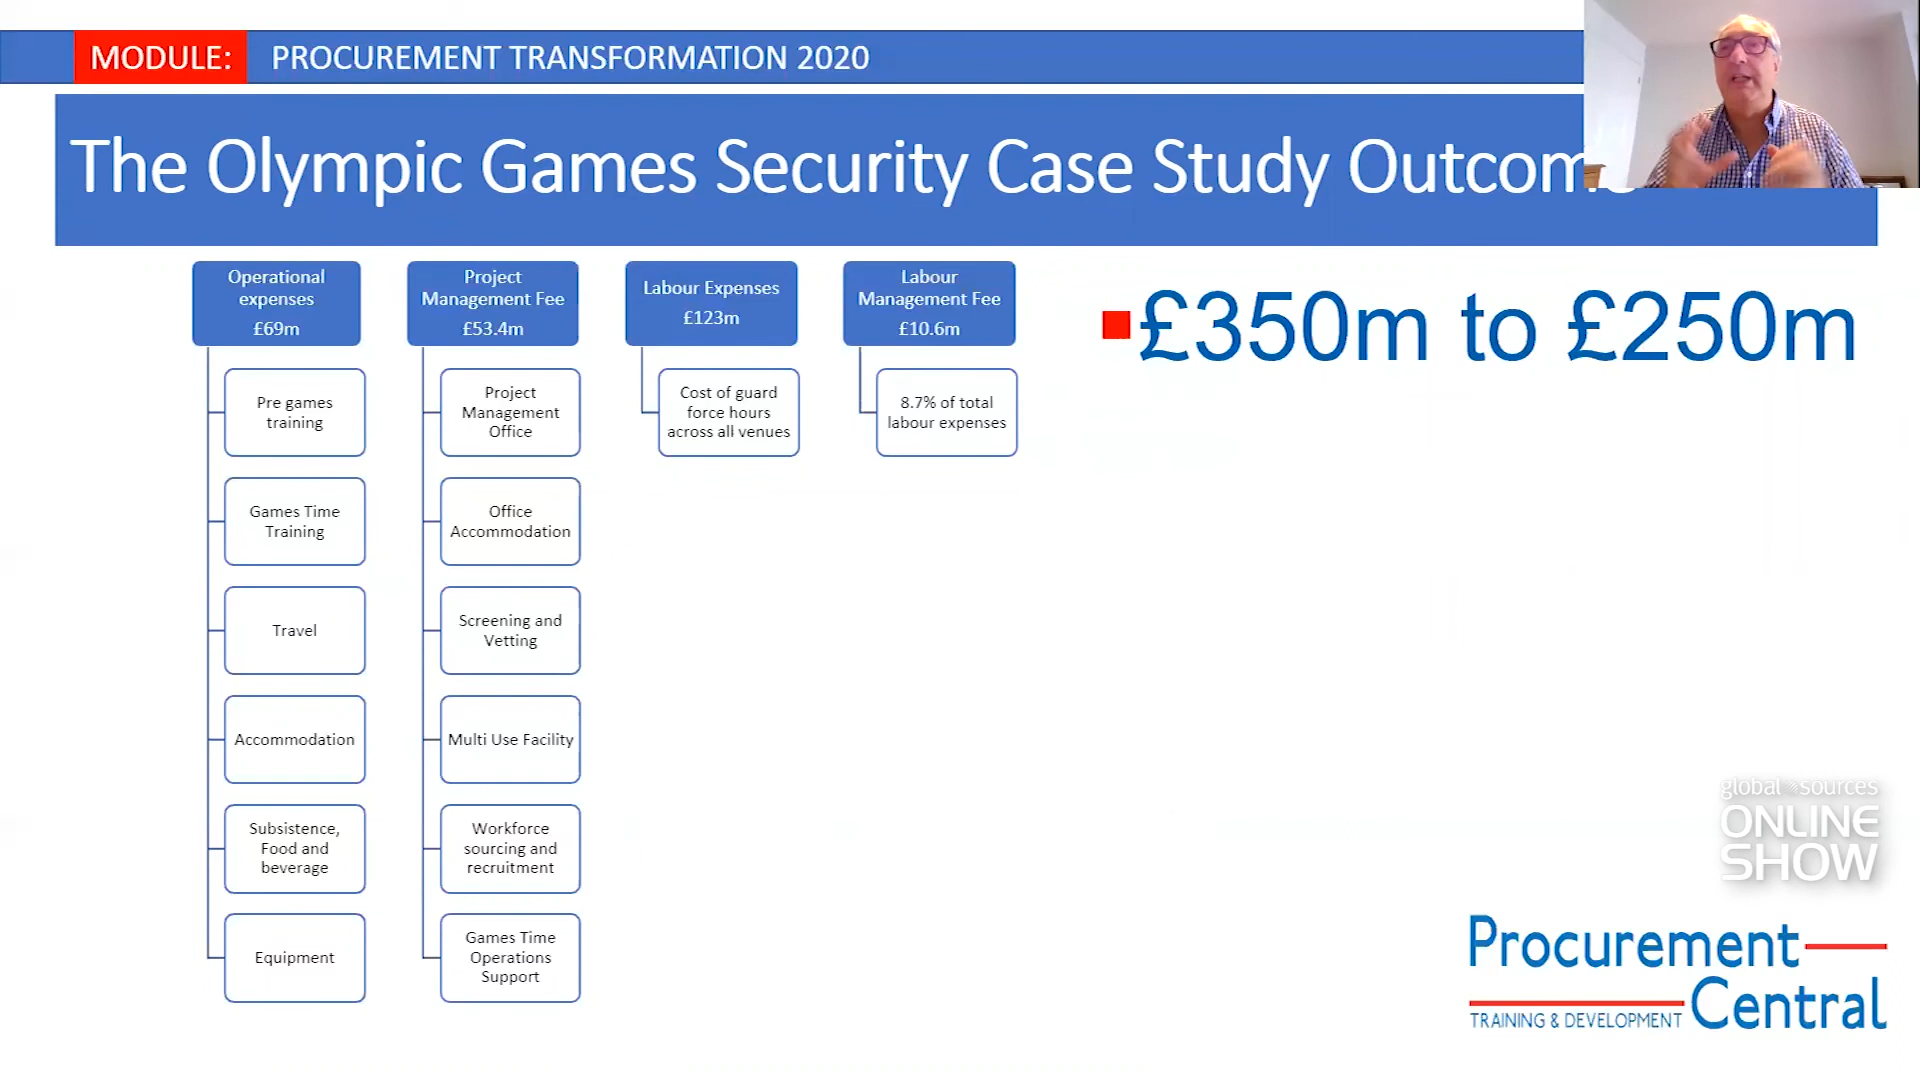 MODULE: PROCUREMENT TRANSFORMATION 2020
The Olympic Games Security Case Study
Operational
expenses
£69m
Pre games
training
Games Time
Training
Travel
Accommodation
Subsistence,
Food and
beverage
Equipment
Project
Management Fee
£53.4m
Project
Management
Office
Office
Accommodation
Screening and
Vetting
Multi Use Facility
Workforce
sourcing and
recruitment
Games Time
Operations
Support
Labour Expenses
£123m
Cost of guard
force hours
across all venues
Labour
Management Fee
£10.6m
8.7% of total
labour expenses
£350m to £250m
global sources
ONLINE
SHOW
Procurement
Central
TRAINING & DEVELOPMENT